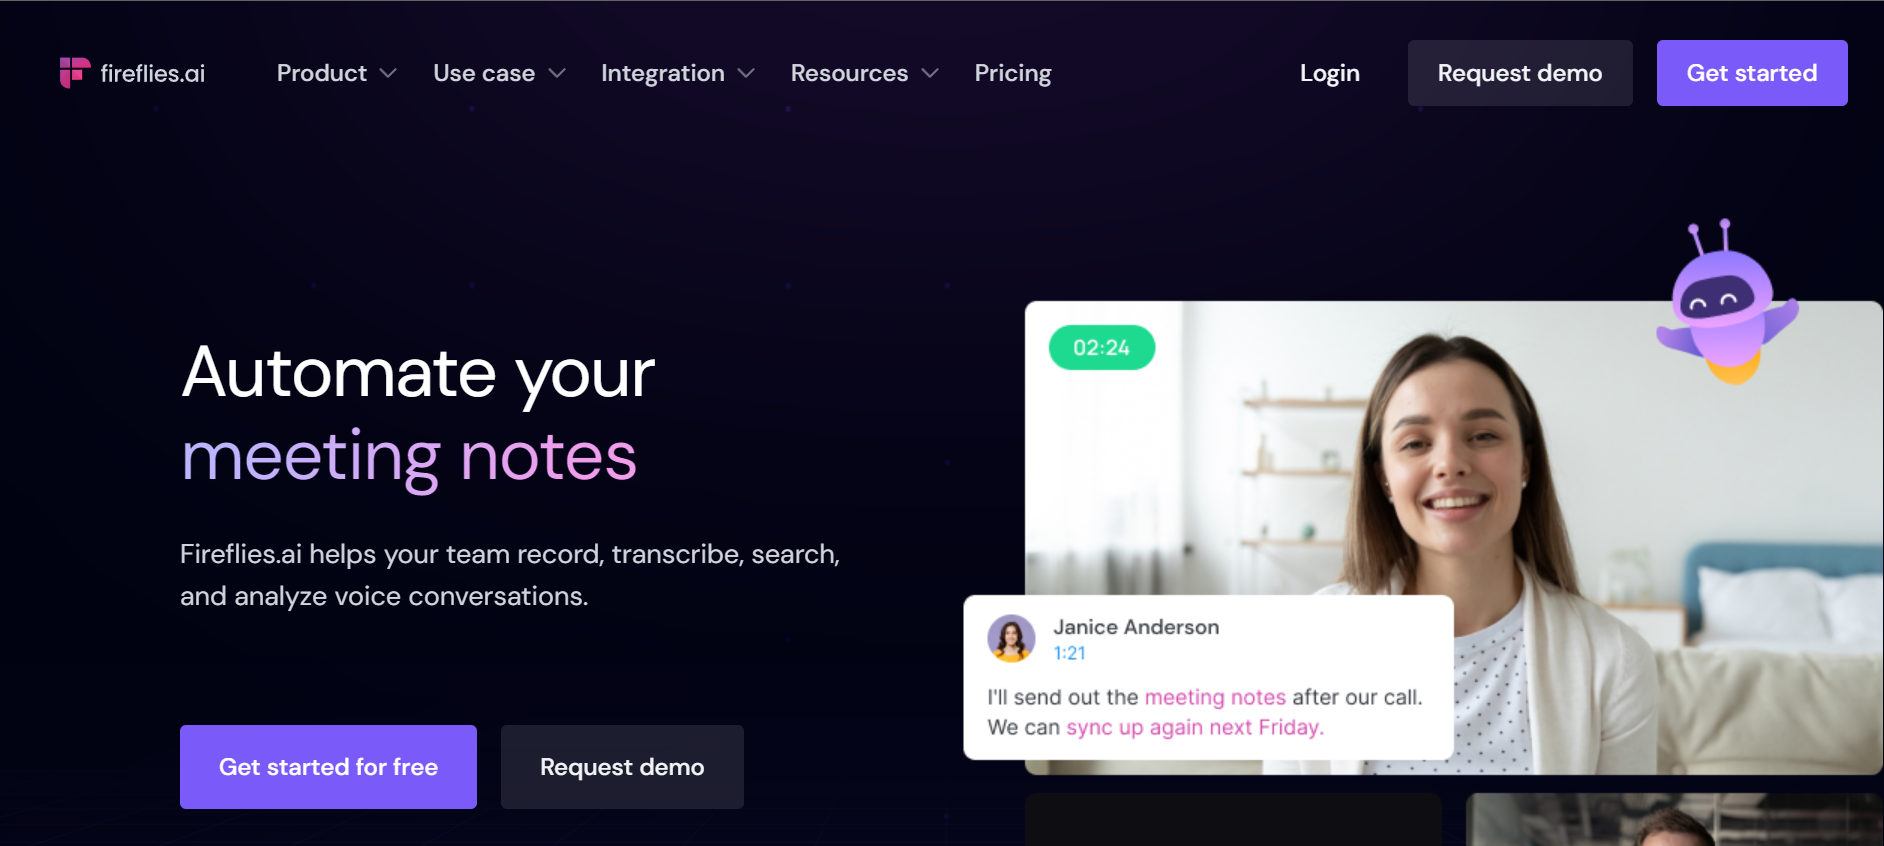 fireflies.ai
Product
Use case
Integration
Resources
Pricing
Login
Request demo
Get started
Automate your
meeting notes
Fireflies.ai helps your team record, transcribe, search,
and analyze voice conversations.
Get started for free
Request demo
02:24
Janice Anderson
1:21
I'll send out the meeting notes after our call.
We can sync up again next Friday.